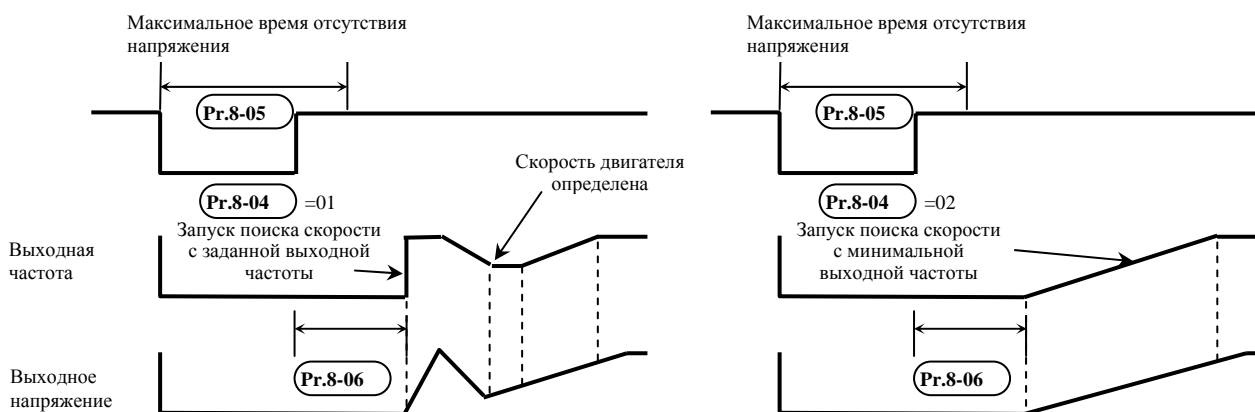 Максимальное время отсутствия
напряжения
Pr.8-05
Pr.8-04 =01
Скорость двигателя
определена
Запуск поиска скорости
с заданной выходной
частоты
Выходная
частота
Pr.8-06
Выходное
напряжение
Максимальное время отсутствия
напряжения
Pr.8-05
Pr.8-04 =02
Запуск поиска скорости
с минимальной
выходной частоты
Pr.8-06